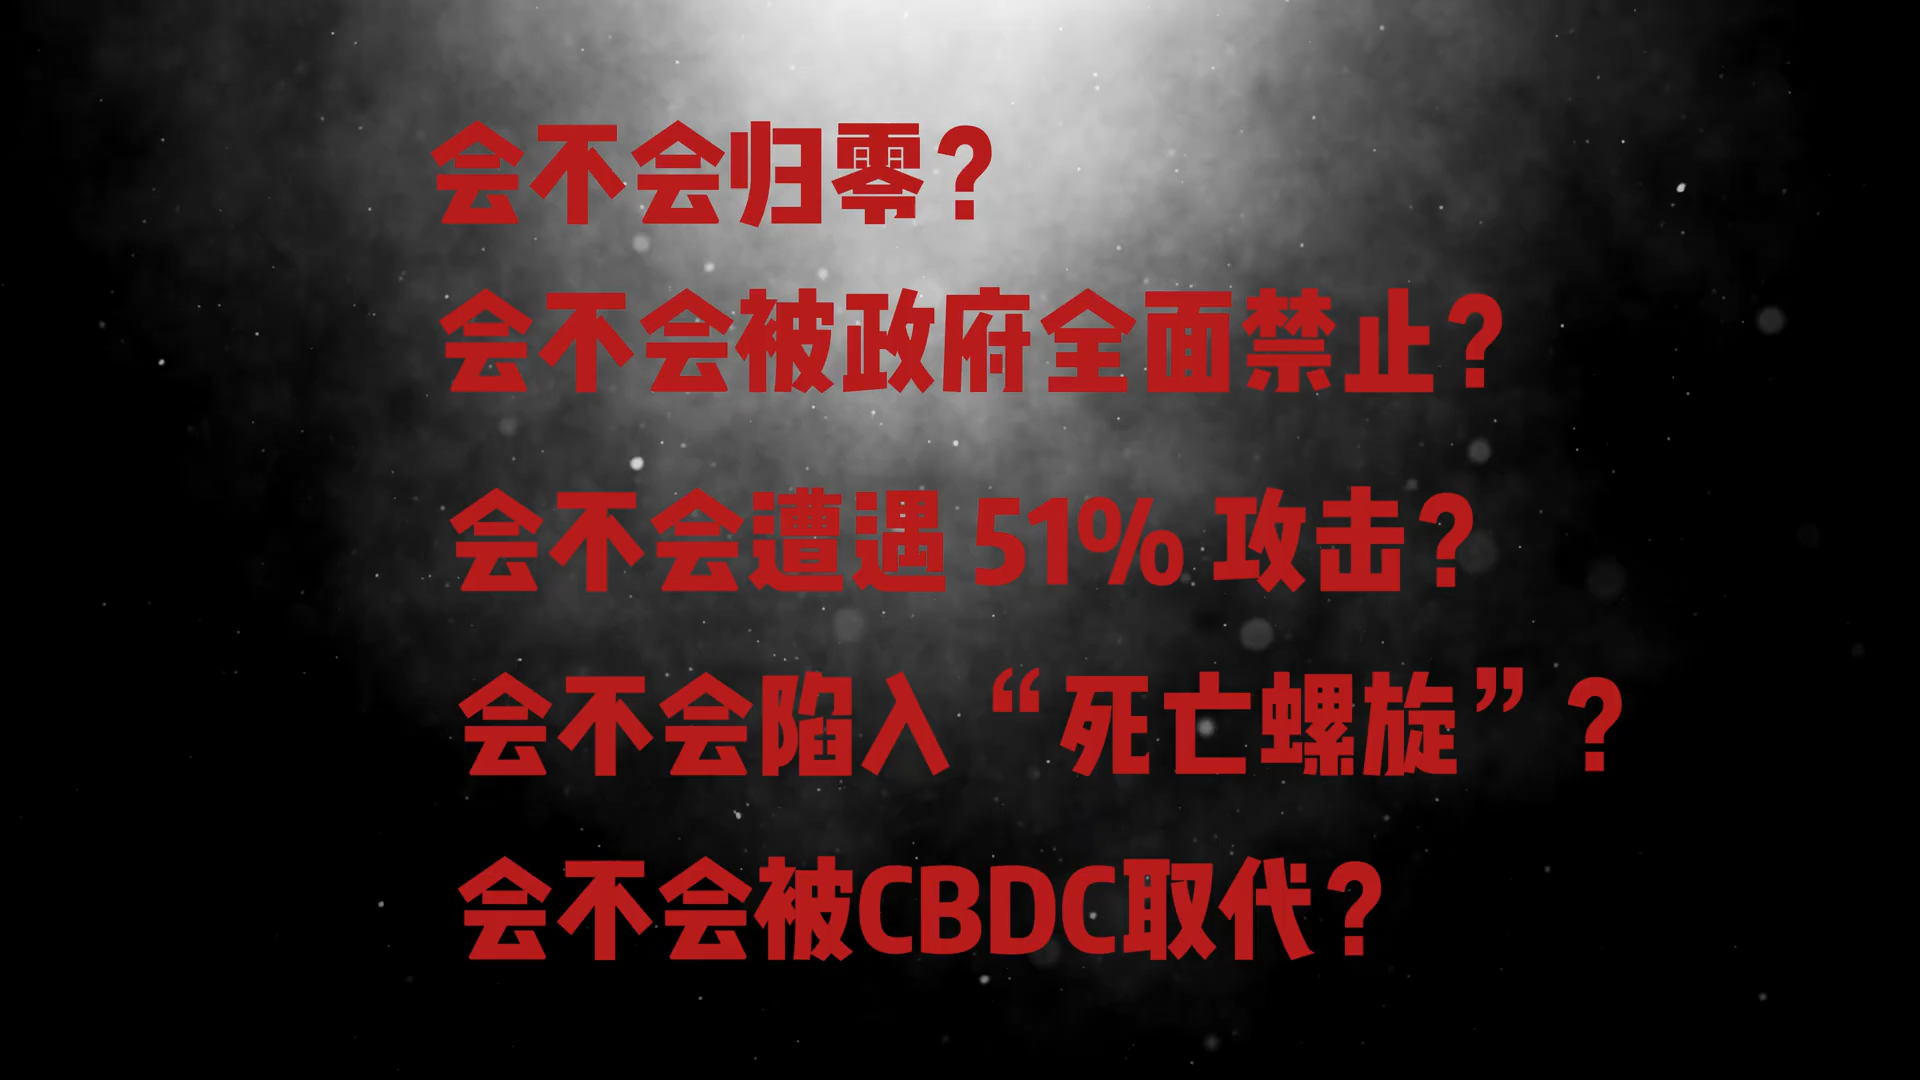 会不会归零？
会不会被政府全面禁止？
会不会遭遇 51% 攻击？
会不会陷入“死亡螺旋”？
会不会被CBDC取代？